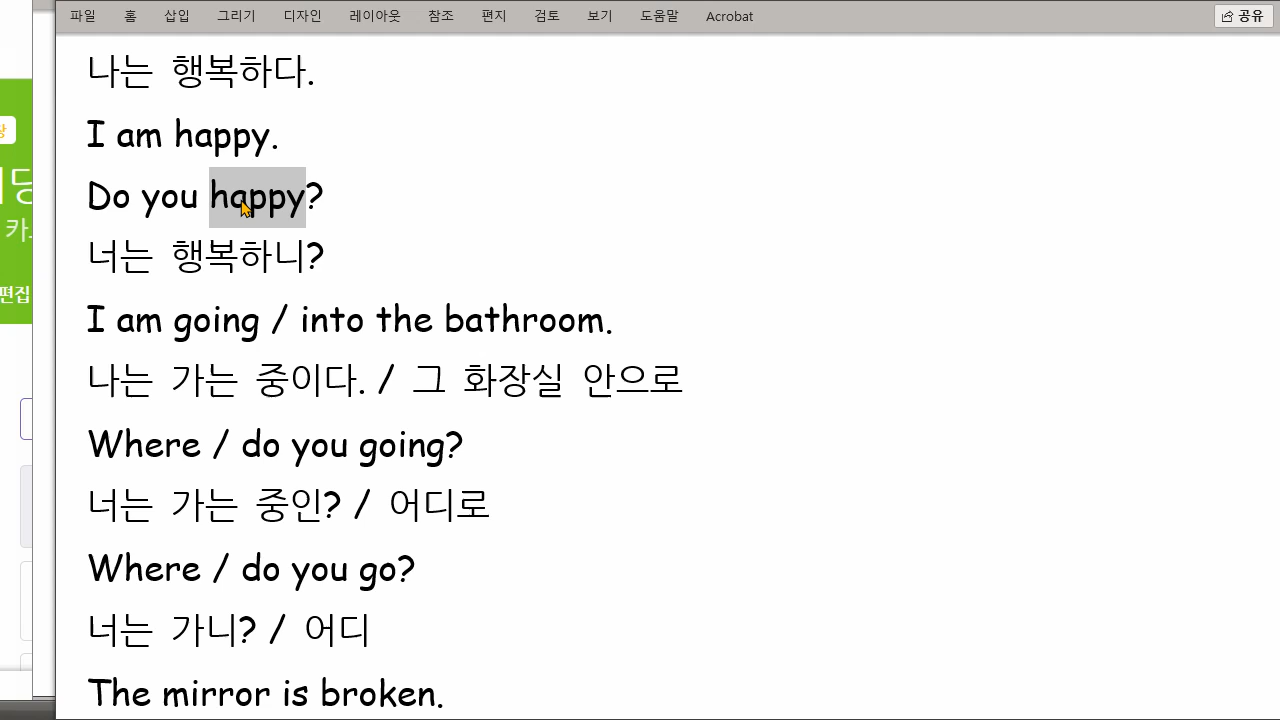 파일 홈 삽입 그리기 디자인 레이아웃 참조 편지 검토 보기 도움말 Acrobat 공유
나는 행복하다.
I am happy.
Do you happy?
너는 행복하니?
I am going / into the bathroom.
나는 가는 중이다. / 그 화장실 안으로
Where / do you going?
너는 가는 중인? / 어디로
Where / do you go?
너는 가니? / 어디
The mirror is broken.
편집